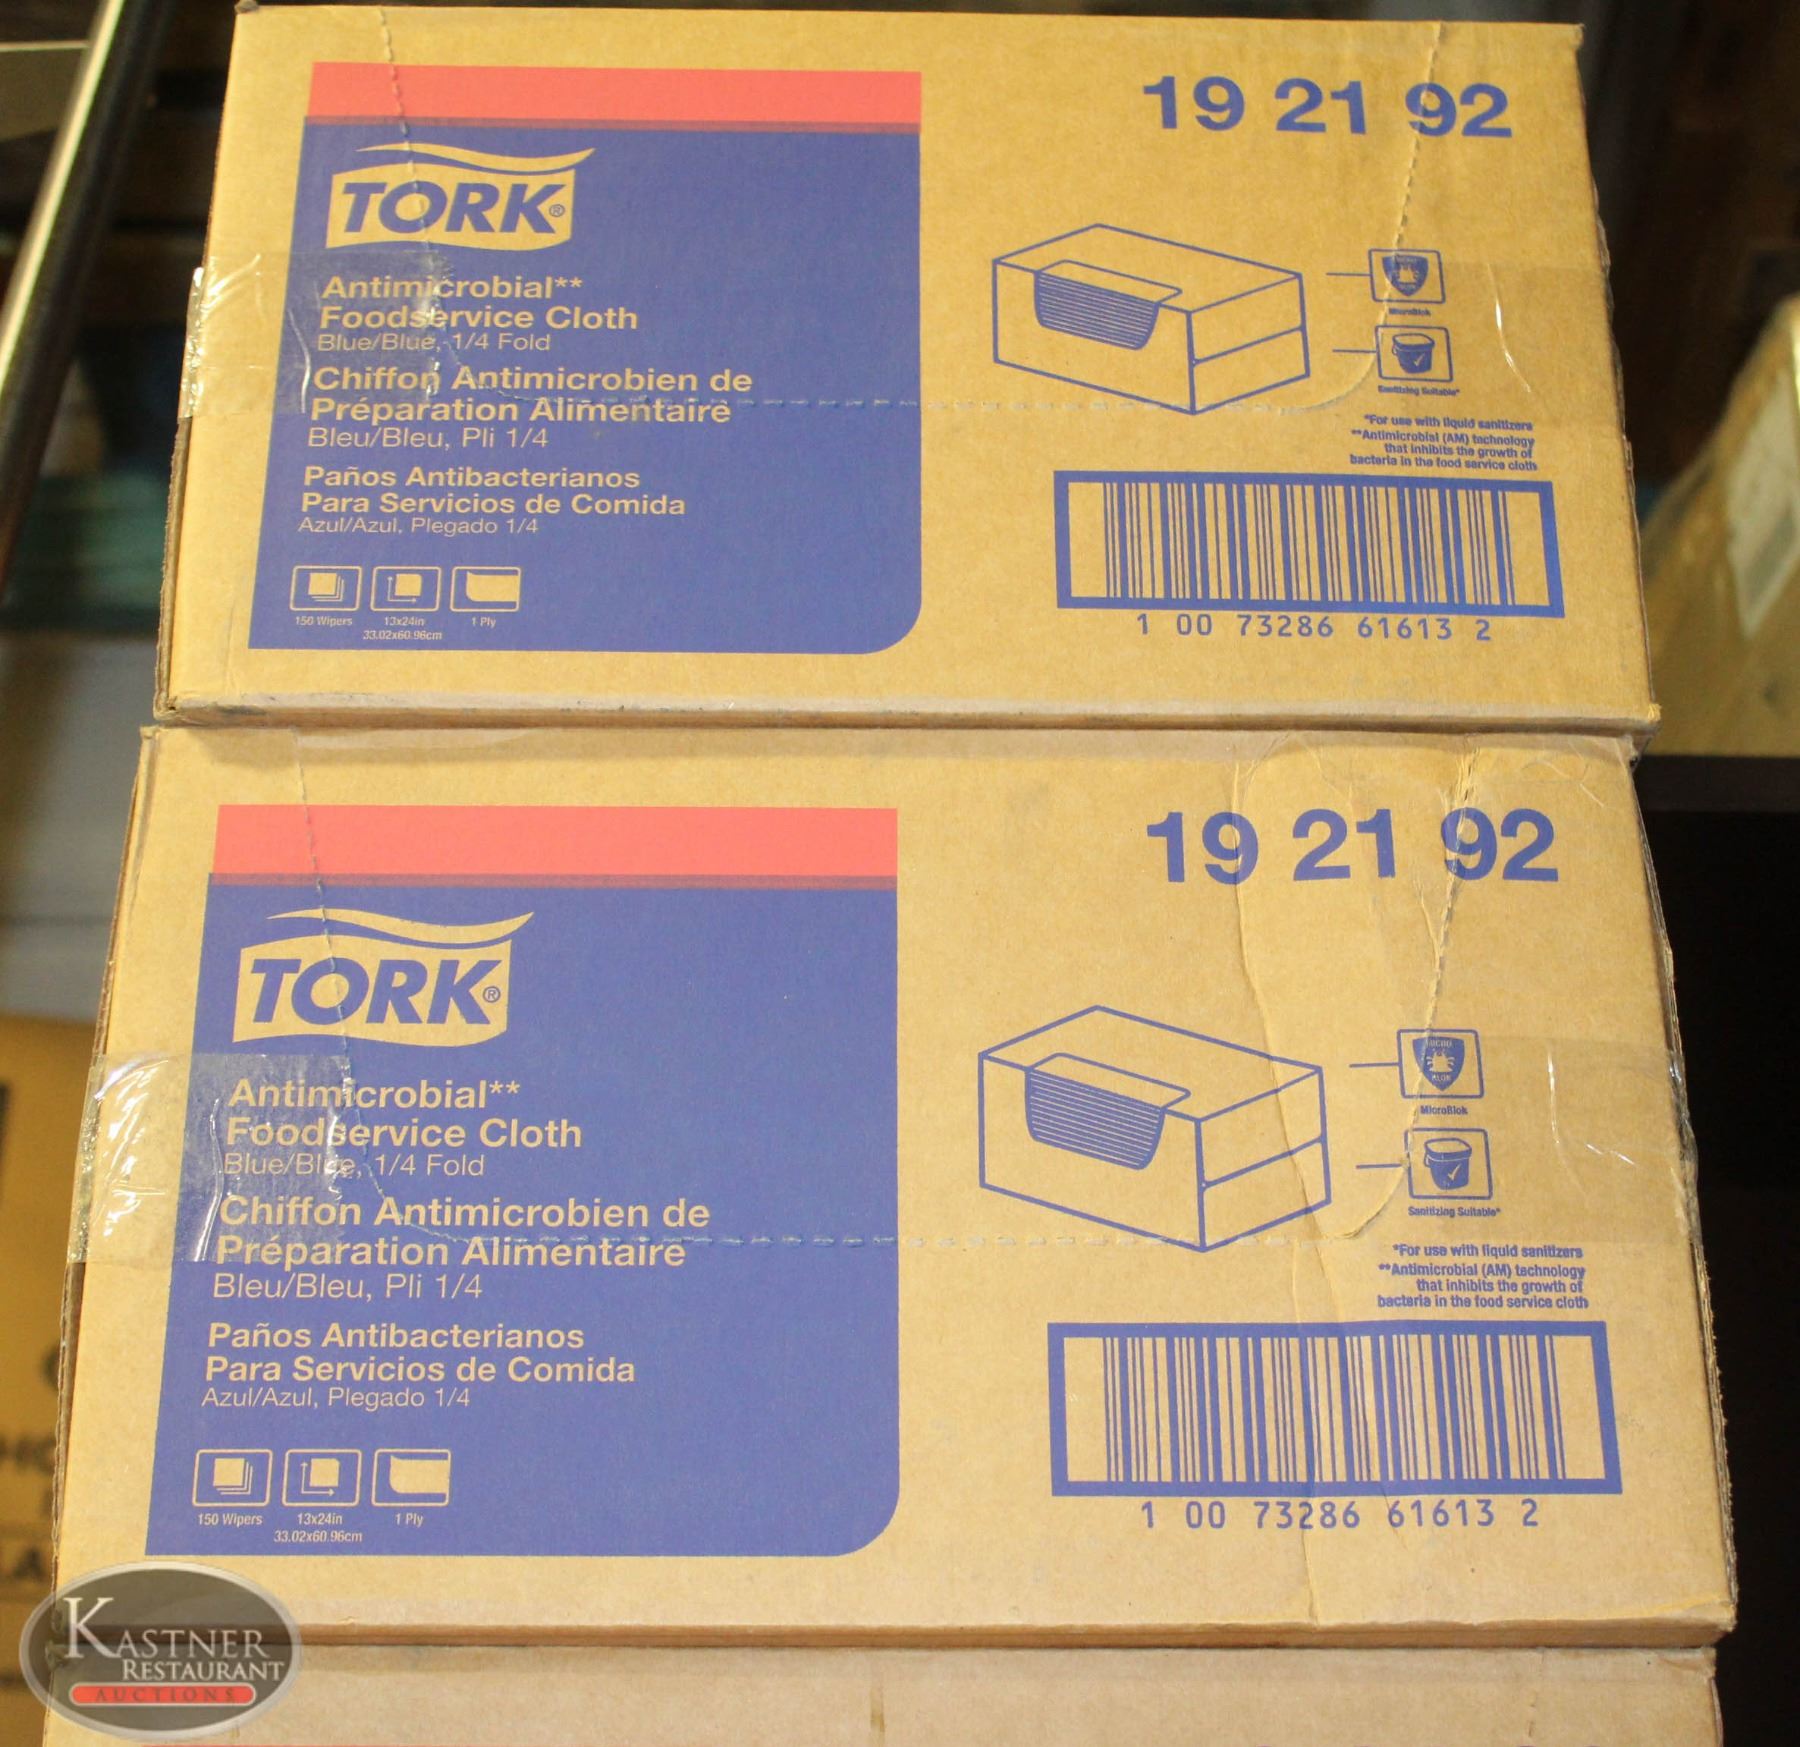 19 21 92
TORK®
Antimicrobial**
Foodservice Cloth
Blue/Blue, 1/4 Fold
Chiffon Antimicrobien de
Préparation Alimentaire
Bleu/Bleu, Pli 1/4
Paños Antibacterianos
Para Servicios de Comida
Azul/Azul, Plegado 1/4
150 Wipers
13x24in
33.02x60.96cm
1 Ply
MicroBlok
Sanitizing Suitable*
*For use with liquid sanitizers
**Antimicrobial (AM) technology
that inhibits the growth of
bacteria in the food service cloth
1 00 73286 61613 2
19 21 92
TORK®
Antimicrobial**
Foodservice Cloth
Blue/Blue, 1/4 Fold
Chiffon Antimicrobien de
Préparation Alimentaire
Bleu/Bleu, Pli 1/4
Paños Antibacterianos
Para Servicios de Comida
Azul/Azul, Plegado 1/4
150 Wipers
13x24in
33.02x60.96cm
1 Ply
MICRO
BLOK
MicroBlok
Sanitizing Suitable*
*For use with liquid sanitizers
**Antimicrobial (AM) technology
that inhibits the growth of
bacteria in the food service cloth
1 00 73286 61613 2
KASTNER
RESTAURANT
AUCTIONS